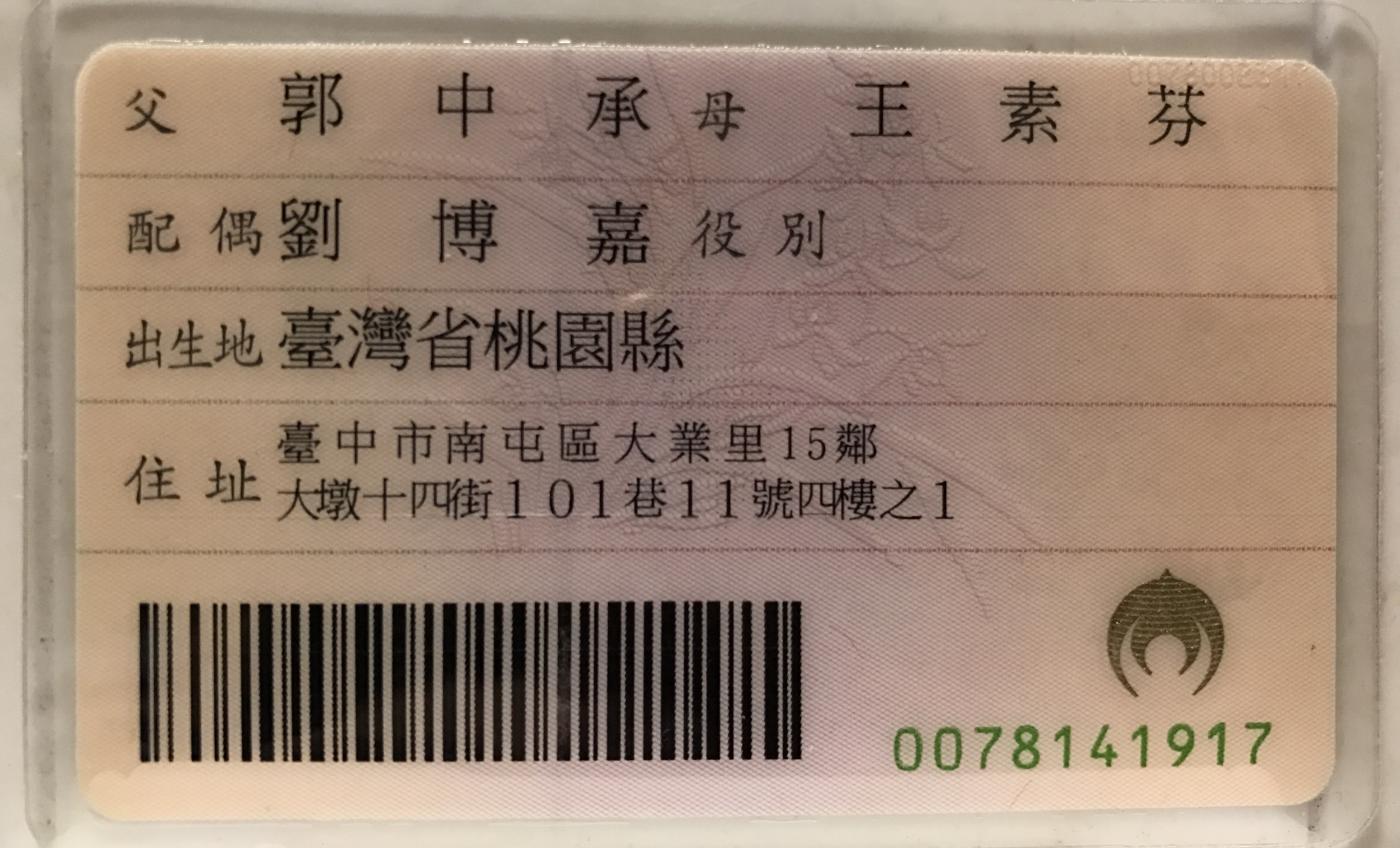 父 郭中承 母 王素芬
配偶 劉博嘉 役別
出生地 臺灣省桃園縣
住址 臺中市南屯區大業里15鄰
大墩十四街101巷11號四樓之1
0078141917